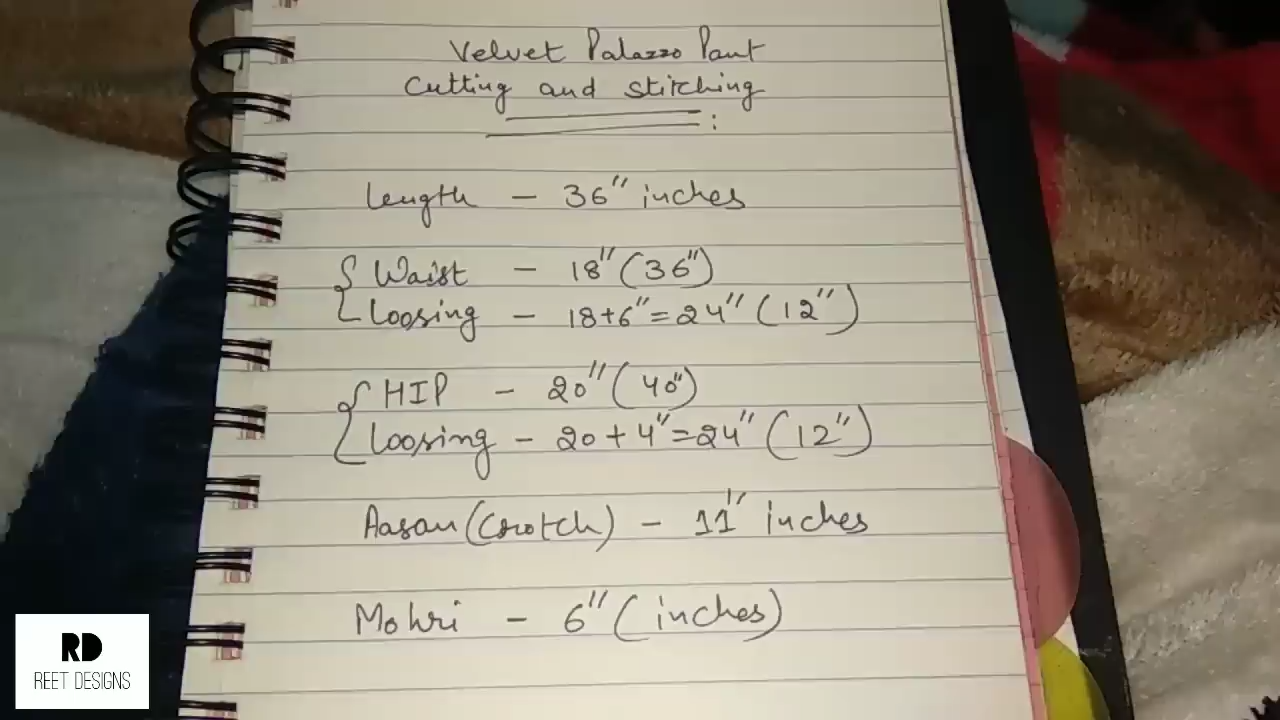 Velvet Palazzo Pant
Cutting and stitching
:
Length - 36" inches
Waist - 18" (36")
Loosing - 18+6"=24" (12")
HIP - 20" (40")
Loosing - 20+4"=24" (12")
Aasan (Crotch) - 11" inches
Mohri - 6" (inches)
RD
REET DESIGNS